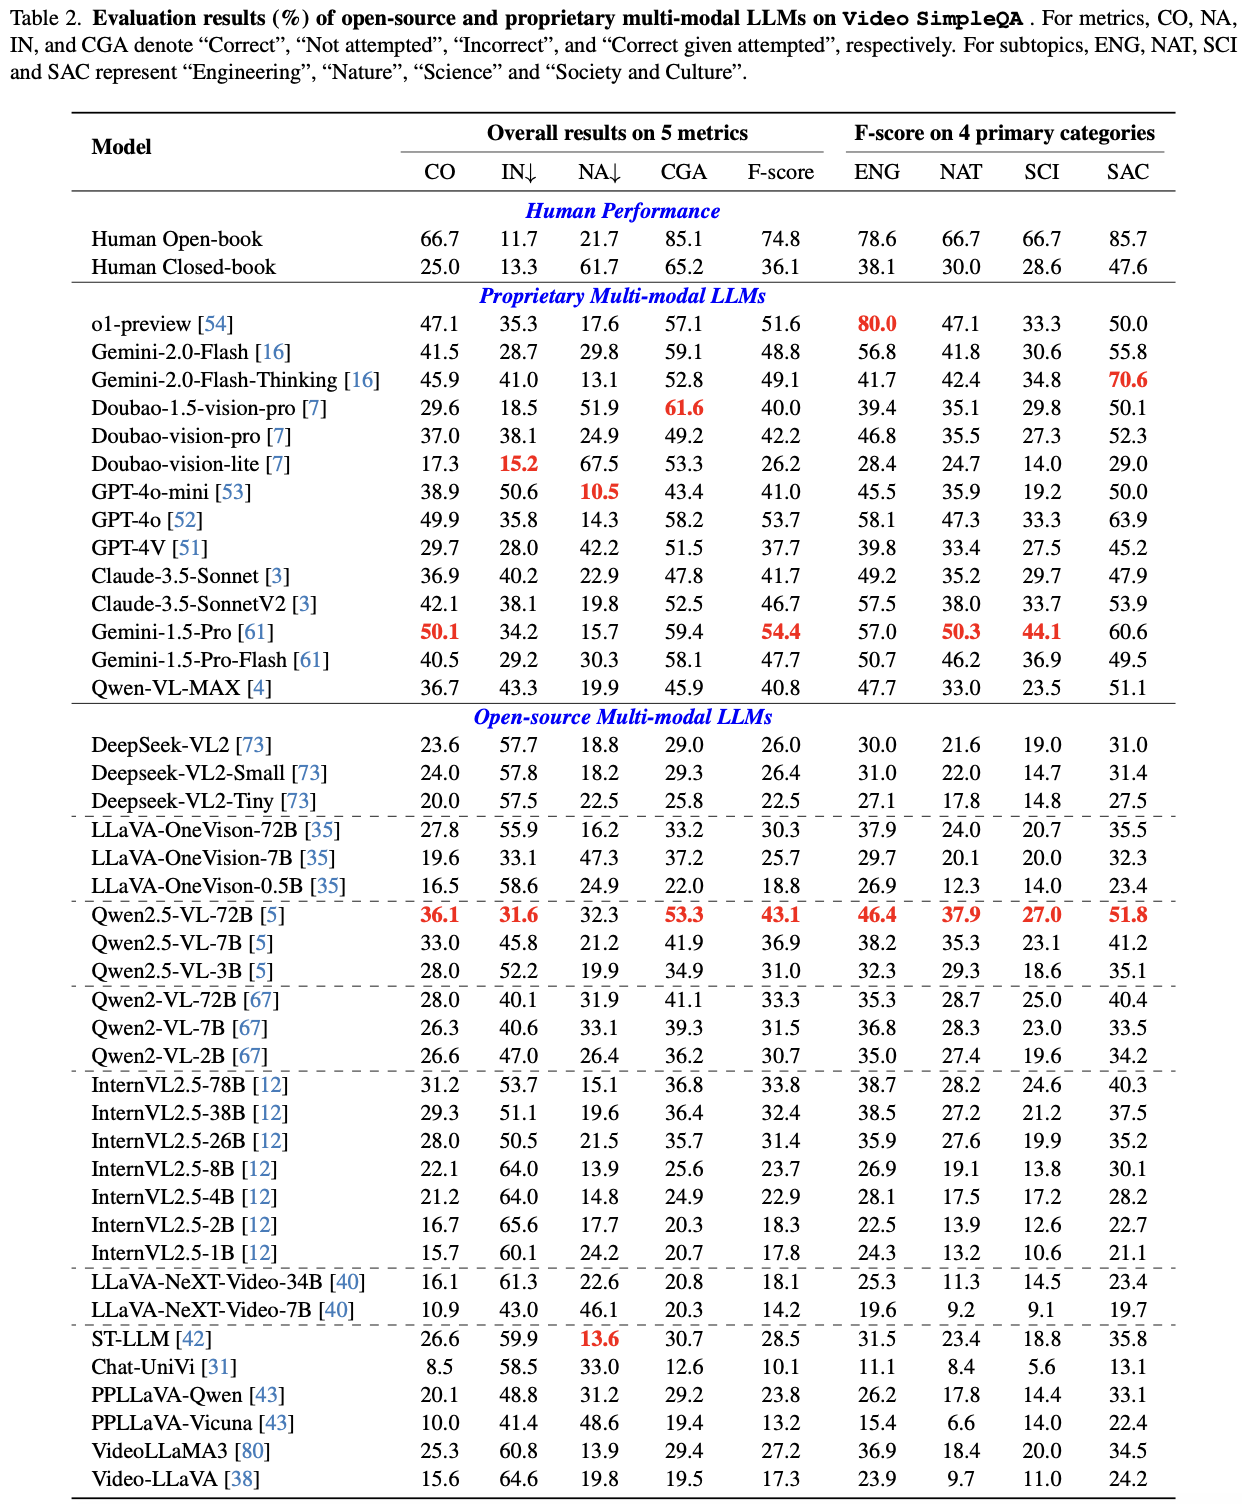 Table 2. Evaluation results (%) of open-source and proprietary multi-modal LLMs on Video SimpleQA . For metrics, CO, NA,
IN, and CGA denote “Correct”, “Not attempted”, “Incorrect”, and “Correct given attempted”, respectively. For subtopics, ENG, NAT, SCI
and SAC represent “Engineering”, “Nature”, “Science” and “Society and Culture”.
Model Overall results on 5 metrics F-score on 4 primary categories
CO IN↓ NA↓ CGA F-score ENG NAT SCI SAC
Human Performance
Human Open-book 66.7 11.7 21.7 85.1 74.8 78.6 66.7 66.7 85.7
Human Closed-book 25.0 13.3 61.7 65.2 36.1 38.1 30.0 28.6 47.6
Proprietary Multi-modal LLMs
o1-preview [54] 47.1 35.3 17.6 57.1 51.6 80.0 47.1 33.3 50.0
Gemini-2.0-Flash [16] 41.5 28.7 29.8 59.1 48.8 56.8 41.8 30.6 55.8
Gemini-2.0-Flash-Thinking [16] 45.9 41.0 13.1 52.8 49.1 41.7 42.4 34.8 70.6
Doubao-1.5-vision-pro [7] 29.6 18.5 51.9 61.6 40.0 39.4 35.1 29.8 50.1
Doubao-vision-pro [7] 37.0 38.1 24.9 49.2 42.2 46.8 35.5 27.3 52.3
Doubao-vision-lite [7] 17.3 15.2 67.5 53.3 26.2 28.4 24.7 14.0 29.0
GPT-4o-mini [53] 38.9 50.6 10.5 43.4 41.0 45.5 35.9 19.2 50.0
GPT-4o [52] 49.9 35.8 14.3 58.2 53.7 58.1 47.3 33.3 63.9
GPT-4V [51] 29.7 28.0 42.2 51.5 37.7 39.8 33.4 27.5 45.2
Claude-3.5-Sonnet [3] 36.9 40.2 22.9 47.8 41.7 49.2 35.2 29.7 47.9
Claude-3.5-SonnetV2 [3] 42.1 38.1 19.8 52.5 46.7 57.5 38.0 33.7 53.9
Gemini-1.5-Pro [61] 50.1 34.2 15.7 59.4 54.4 57.0 50.3 44.1 60.6
Gemini-1.5-Pro-Flash [61] 40.5 29.2 30.3 58.1 47.7 50.7 46.2 36.9 49.5
Qwen-VL-MAX [4] 36.7 43.3 19.9 45.9 40.8 47.7 33.0 23.5 51.1
Open-source Multi-modal LLMs
DeepSeek-VL2 [73] 23.6 57.7 18.8 29.0 26.0 30.0 21.6 19.0 31.0
Deepseek-VL2-Small [73] 24.0 57.8 18.2 29.3 26.4 31.0 22.0 14.7 31.4
Deepseek-VL2-Tiny [73] 20.0 57.5 22.5 25.8 22.5 27.1 17.8 14.8 27.5
LLaVA-OneVison-72B [35] 27.8 55.9 16.2 33.2 30.3 37.9 24.0 20.7 35.5
LLaVA-OneVision-7B [35] 19.6 33.1 47.3 37.2 25.7 29.7 20.1 20.0 32.3
LLaVA-OneVison-0.5B [35] 16.5 58.6 24.9 22.0 18.8 26.9 12.3 14.0 23.4
Qwen2.5-VL-72B [5] 36.1 31.6 32.3 53.3 43.1 46.4 37.9 27.0 51.8
Qwen2.5-VL-7B [5] 33.0 45.8 21.2 41.9 36.9 38.2 35.3 23.1 41.2
Qwen2.5-VL-3B [5] 28.0 52.2 19.9 34.9 31.0 32.3 29.3 18.6 35.1
Qwen2-VL-72B [67] 28.0 40.1 31.9 41.1 33.3 35.3 28.7 25.0 40.4
Qwen2-VL-7B [67] 26.3 40.6 33.1 39.3 31.5 36.8 28.3 23.0 33.5
Qwen2-VL-2B [67] 26.6 47.0 26.4 36.2 30.7 35.0 27.4 19.6 34.2
InternVL2.5-78B [12] 31.2 53.7 15.1 36.8 33.8 38.7 28.2 24.6 40.3
InternVL2.5-38B [12] 29.3 51.1 19.6 36.4 32.4 38.5 27.2 21.2 37.5
InternVL2.5-26B [12] 28.0 50.5 21.5 35.7 31.4 35.9 27.6 19.9 35.2
InternVL2.5-8B [12] 22.1 64.0 13.9 25.6 23.7 26.9 19.1 13.8 30.1
InternVL2.5-4B [12] 21.2 64.0 14.8 24.9 22.9 28.1 17.5 17.2 28.2
InternVL2.5-2B [12] 16.7 65.6 17.7 20.3 18.3 22.5 13.9 12.6 22.7
InternVL2.5-1B [12] 15.7 60.1 24.2 20.7 17.8 24.3 13.2 10.6 21.1
LLaVA-NeXT-Video-34B [40] 16.1 61.3 22.6 20.8 18.1 25.3 11.3 14.5 23.4
LLaVA-NeXT-Video-7B [40] 10.9 43.0 46.1 20.3 14.2 19.6 9.2 9.1 19.7
ST-LLM [42] 26.6 59.9 13.6 30.7 28.5 31.5 23.4 18.8 35.8
Chat-UniVi [31] 8.5 58.5 33.0 12.6 10.1 11.1 8.4 5.6 13.1
PPLLaVA-Qwen [43] 20.1 48.8 31.2 29.2 23.8 26.2 17.8 14.4 33.1
PPLLaVA-Vicuna [43] 10.0 41.4 48.6 19.4 13.2 15.4 6.6 14.0 22.4
VideoLLaMA3 [80] 25.3 60.8 13.9 29.4 27.2 36.9 18.4 20.0 34.5
Video-LLaVA [38] 15.6 64.6 19.8 19.5 17.3 23.9 9.7 11.0 24.2